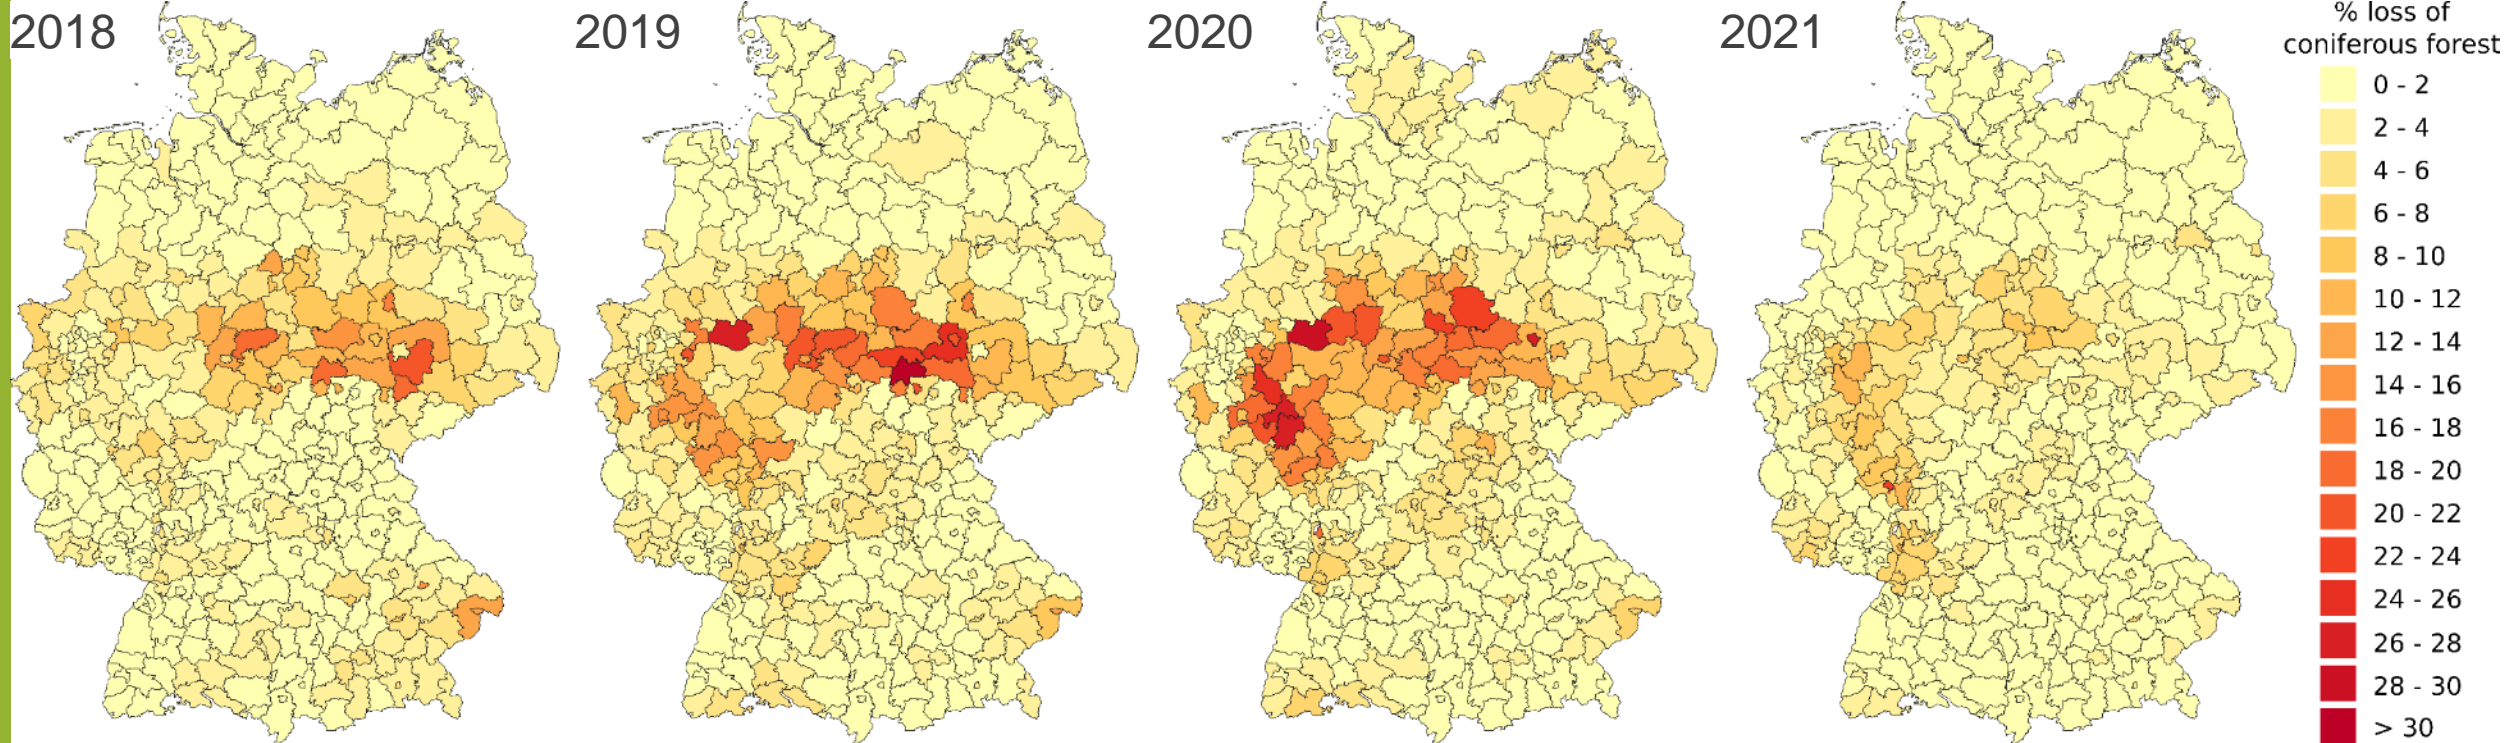 2018
2019
2020
2021
% loss of
coniferous forest
0 - 2
2 - 4
4 - 6
6 - 8
8 - 10
10 - 12
12 - 14
14 - 16
16 - 18
18 - 20
20 - 22
22 - 24
24 - 26
26 - 28
28 - 30
> 30